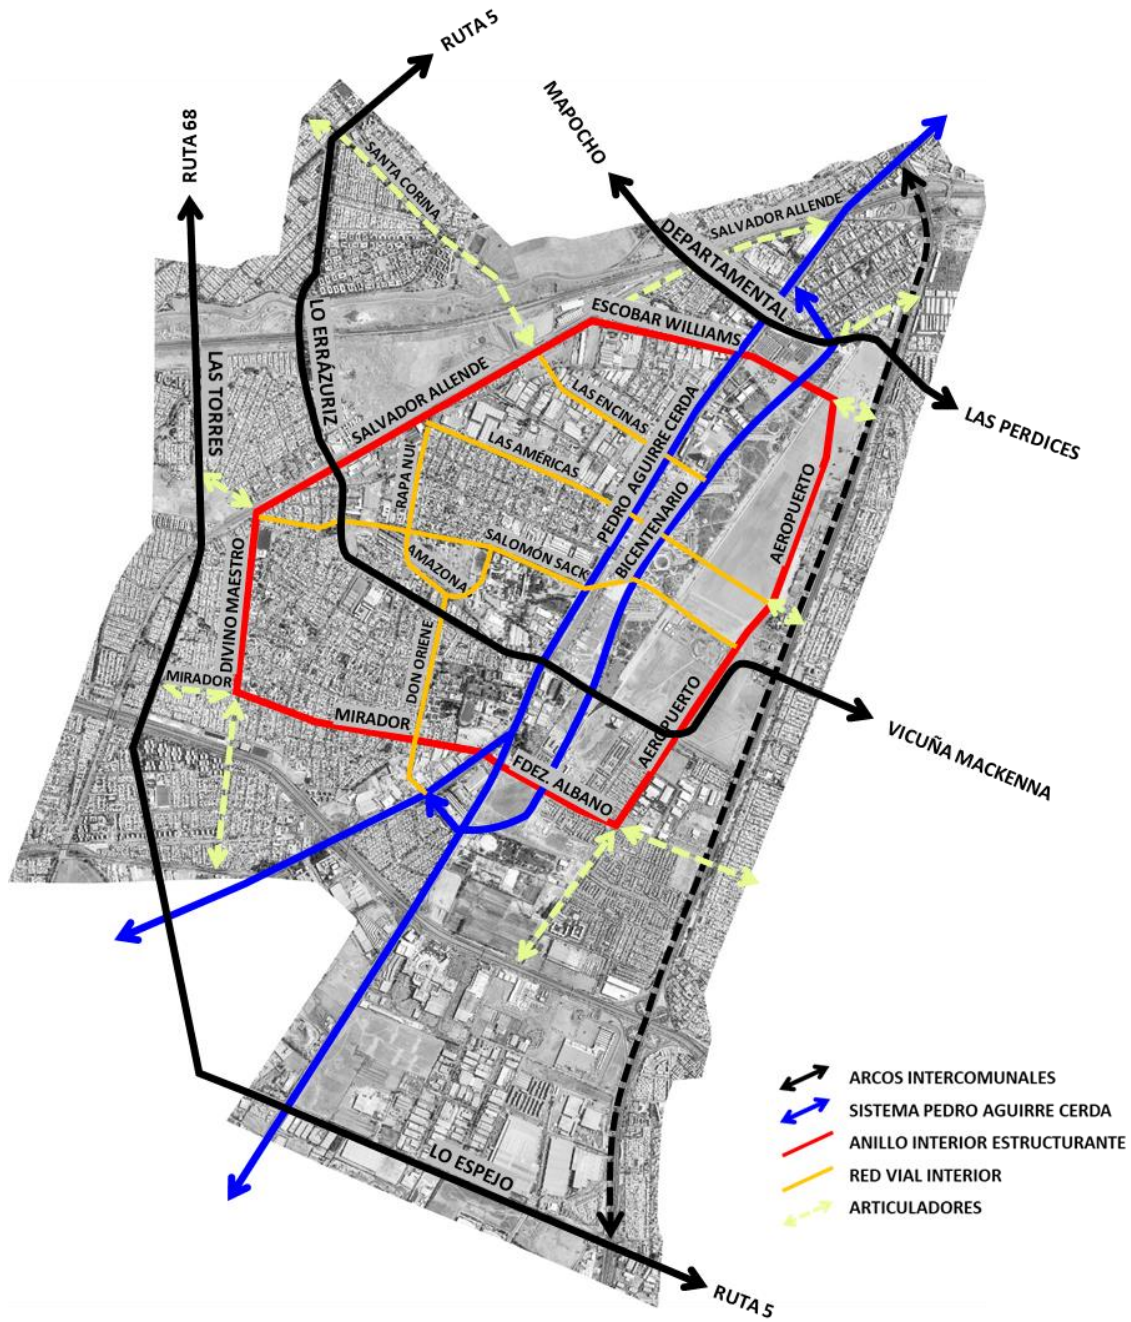 RUTA 5
RUTA 68
MAPOCHO
SANTA CORINA
SALVADOR ALLENDE
DEPARTAMENTAL
LO ERRÁZURIZ
ESCOBAR WILLIAMS
LAS TORRES
SALVADOR ALLENDE
LAS ENCINAS
PEDRO AGUIRRE CERDA
LAS PERDICES
LAS AMÉRICAS
RAPA NUI
BICENTENARIO
AEROPUERTO
SALOMÓN SACK
AMAZONA
DIVINO MAESTRO
DON ORIENE
MIRADOR
MIRADOR
AEROPUERTO
VICUÑA MACKENNA
FDEZ. ALBANO
ARCOS INTERCOMUNALES
SISTEMA PEDRO AGUIRRE CERDA
ANILLO INTERIOR ESTRUCTURANTE
RED VIAL INTERIOR
ARTICULADORES
LO ESPEJO
RUTA 5